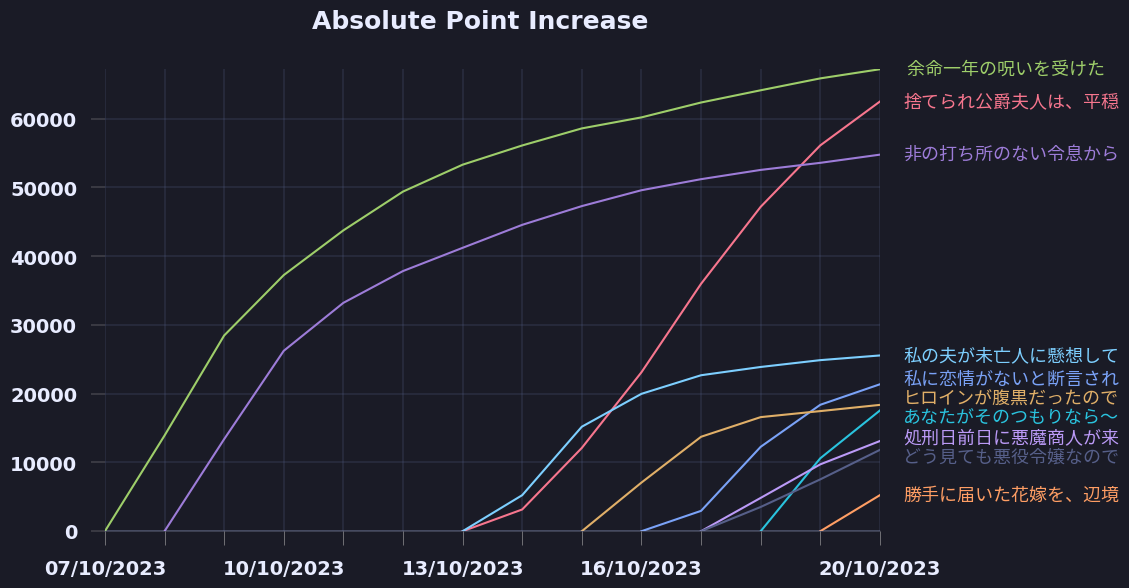 Absolute Point Increase
余命一年の呪いを受けた
捨てられ公爵夫人は、平穏
非の打ち所のない令息から
私の夫が未亡人に懸想して
私に恋情がないと断言され
ヒロインが腹黒だったので
あなたがそのつもりなら～
処刑日前日に悪魔商人が来
どう見ても悪役令嬢なので
勝手に届いた花嫁を、辺境
60000
50000
40000
30000
20000
10000
0
07/10/2023 10/10/2023 13/10/2023 16/10/2023 20/10/2023